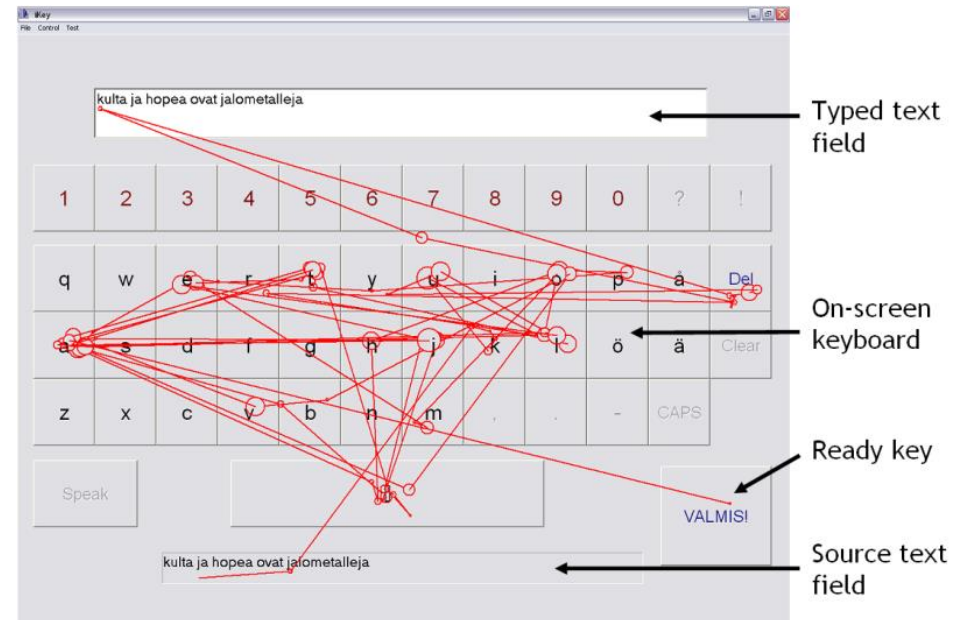 iKey
File Control Test
kulta ja hopea ovat jalometalleja
Typed text
field
1 2 3 4 5 6 7 8 9 0 ? !
q w e r t y u i o p å Del
On-screen
keyboard
a s d f g h j k l ö ä Clear
z x c v b n m , . - CAPS
Ready key
Speak
VALMIS!
kulta ja hopea ovat jalometalleja
Source text
field